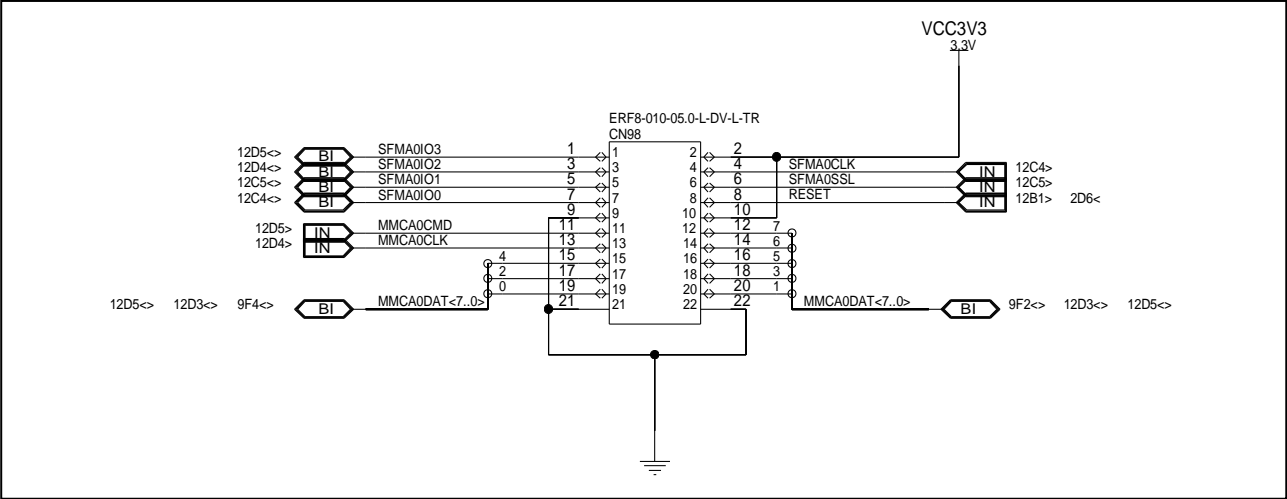 VCC3V3
3.3V
ERF8-010-05.0-L-DV-L-TR
CN98
12D5<> BI SFMA0IO3 1 1 2 2
12D4<> BI SFMA0IO2 3 3 4 4 SFMA0CLK IN 12C4>
12C5<> BI SFMA0IO1 5 5 6 6 SFMA0SSL IN 12C5>
12C4<> BI SFMA0IO0 7 7 8 8 RESET IN 12B1> 2D6<
9 9 10 10
12D5> IN MMCA0CMD 11 11 12 12 7
12D4> IN MMCA0CLK 13 13 14 14 6
4 15 15 16 16 5
2 17 17 18 18 3
0 19 19 20 20 1
12D5<> 12D3<> 9F4<> BI MMCA0DAT<7..0> 21 21 22 22 MMCA0DAT<7..0> BI 9F2<> 12D3<> 12D5<>